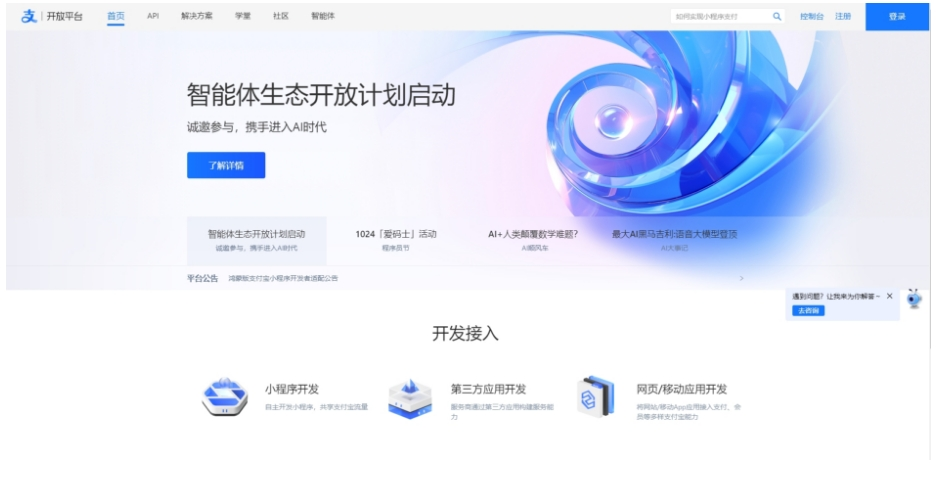 支 开放平台 首页 API 解决方案 学堂 社区 智能体 如何实现小程序支付 控制台 注册 登录
智能体生态开放计划启动
诚邀参与，携手进入AI时代
了解详情
智能体生态开放计划启动
诚邀参与，携手进入AI时代
1024「爱码士」活动
程序员节
AI+人类颠覆数学难题?
AI顺风车
最大AI黑马吉利:语音大模型登顶
AI大事记
平台公告 鸿蒙版支付宝小程序开发者适配公告 >
遇到问题？让我来为你解答~ ×
去咨询
开发接入
小程序开发
自主开发小程序，共享支付宝流量
第三方应用开发
服务商通过第三方应用构建服务能
力
网页/移动应用开发
将网站/移动App应用接入支付、会
员等多样支付宝能力